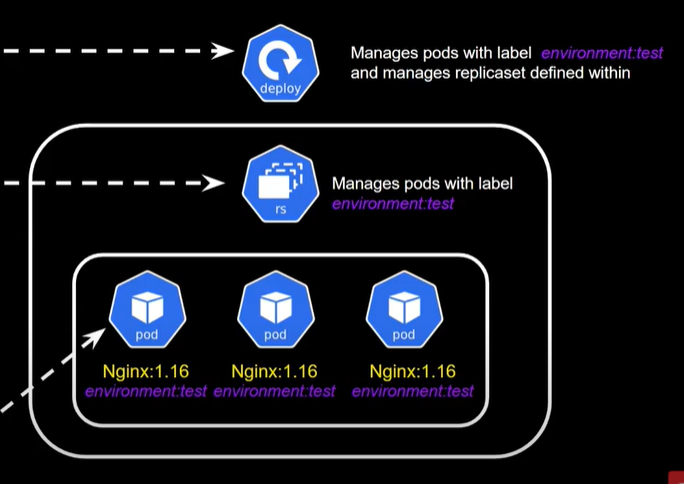 deploy
Manages pods with label environment:test
and manages replicaset defined within
rs
Manages pods with label
environment:test
pod pod pod
Nginx:1.16 Nginx:1.16 Nginx:1.16
environment:test environment:test environment:test